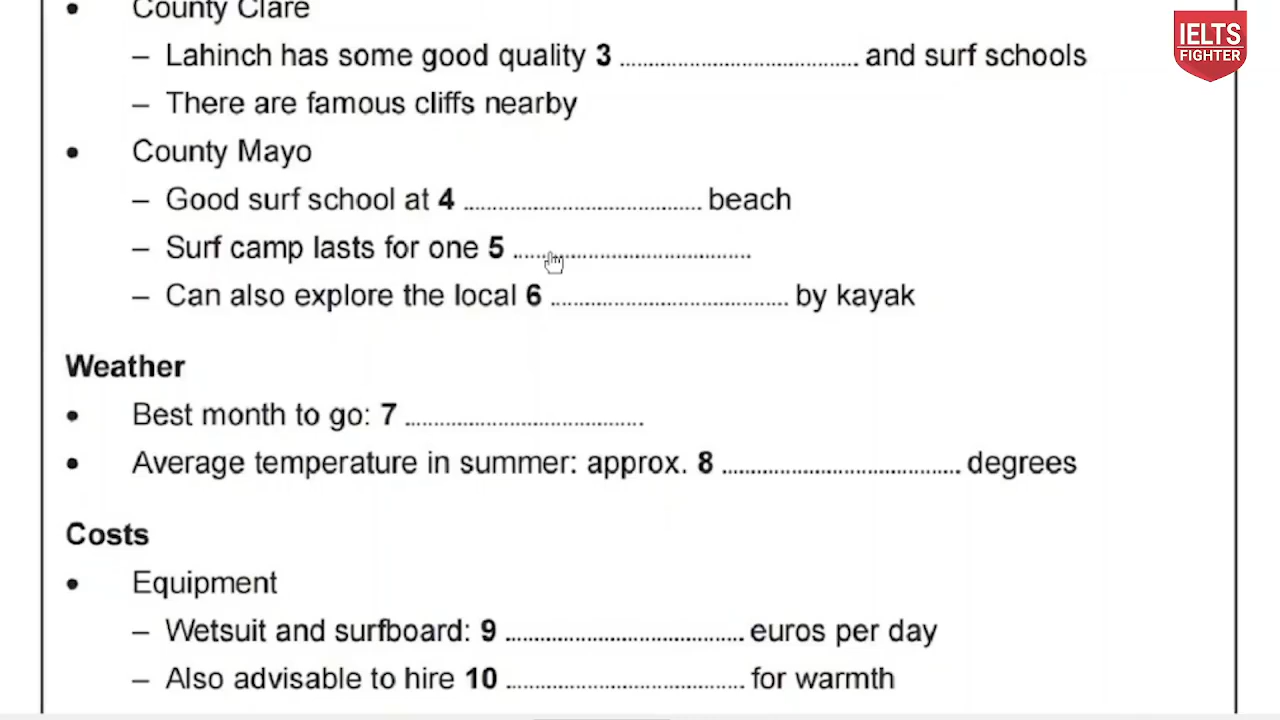 • County Clare
– Lahinch has some good quality 3 ........................................ and surf schools
– There are famous cliffs nearby
• County Mayo
– Good surf school at 4 ........................................ beach
– Surf camp lasts for one 5 ........................................
– Can also explore the local 6 ........................................ by kayak
Weather
• Best month to go: 7 ........................................
• Average temperature in summer: approx. 8 ........................................ degrees
Costs
• Equipment
– Wetsuit and surfboard: 9 ........................................ euros per day
– Also advisable to hire 10 ........................................ for warmth
IELTS
FIGHTER